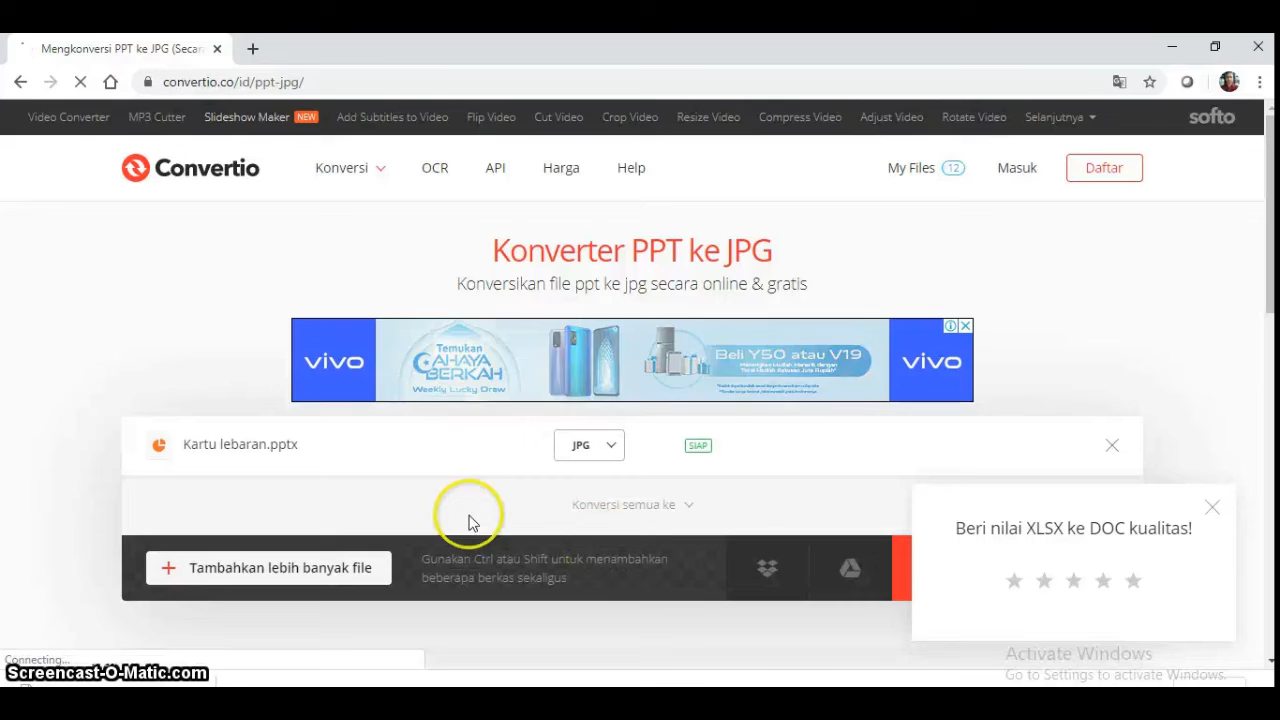 Mengkonversi PPT ke JPG (Secar
convertio.co/id/ppt-jpg/
Video Converter MP3 Cutter Slideshow Maker NEW Add Subtitles to Video Flip Video Cut Video Crop Video Resize Video Compress Video Adjust Video Rotate Video Selanjutnya softo
Convertio Konversi OCR API Harga Help My Files 12 Masuk Daftar
Konverter PPT ke JPG
Konversikan file ppt ke jpg secara online & gratis
vivo
Temukan
CAHAYA
BERKAH
Weekly Lucky Draw
Beli Y50 atau V19
vivo
Kartu lebaran.pptx JPG SIAP
Konversi semua ke
Tambahkan lebih banyak file
Gunakan Ctrl atau Shift untuk menambahkan
beberapa berkas sekaligus
Beri nilai XLSX ke DOC kualitas!
Activate Windows
Go to Settings to activate Windows.
Connecting...
Screencast-O-Matic.com